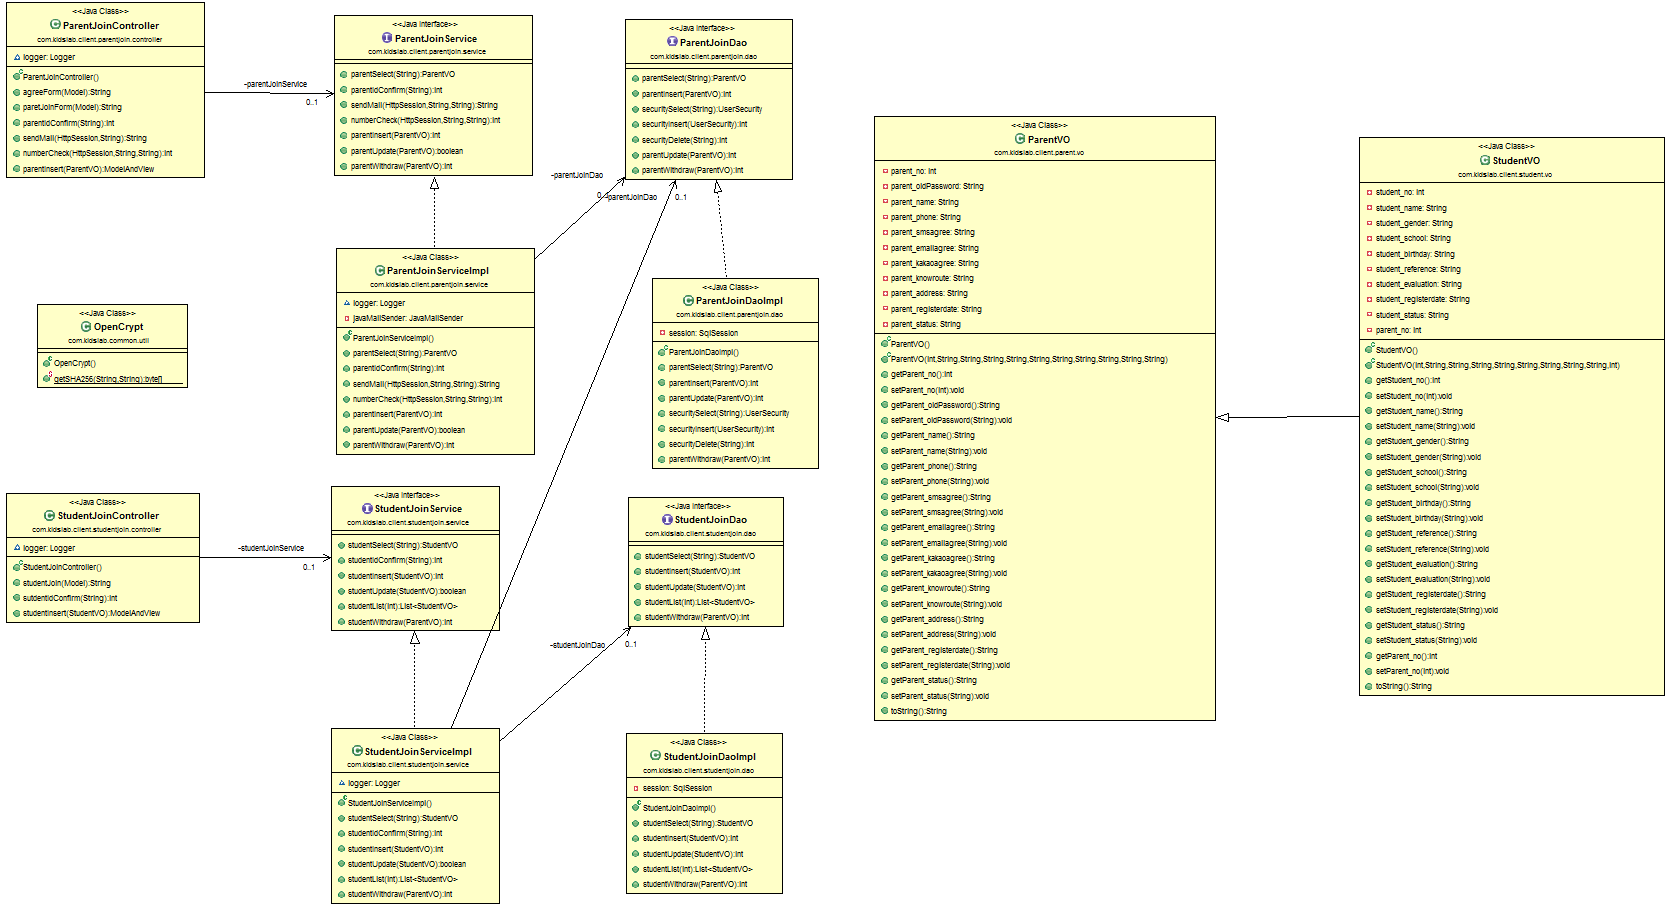 <<Java Class>>
ParentJoinController
com.kidslab.client.parentjoin.controller
logger: Logger
ParentJoinController()
agreeForm(Model):String
paretJoinForm(Model):String
parentidConfirm(String):int
sendMail(HttpSession,String):String
numberCheck(HttpSession,String,String):int
parentInsert(ParentVO):ModelAndView
-parentJoinService
0..1
<<Java Interface>>
ParentJoinService
com.kidslab.client.parentjoin.service
parentSelect(String):ParentVO
parentidConfirm(String):int
sendMail(HttpSession,String,String):String
numberCheck(HttpSession,String,String):int
parentInsert(ParentVO):int
parentUpdate(ParentVO):boolean
parentWithdraw(ParentVO):int
<<Java Interface>>
ParentJoinDao
com.kidslab.client.parentjoin.dao
parentSelect(String):ParentVO
parentInsert(ParentVO):int
securitySelect(String):UserSecurity
securityInsert(UserSecurity):int
securityDelete(String):int
parentUpdate(ParentVO):int
parentWithdraw(ParentVO):int
-parentJoinDao
0..1
-parentJoinDao
0..1
<<Java Class>>
ParentJoinServiceImpl
com.kidslab.client.parentjoin.service
logger: Logger
javaMailSender: JavaMailSender
ParentJoinServiceImpl()
parentSelect(String):ParentVO
parentidConfirm(String):int
sendMail(HttpSession,String,String):String
numberCheck(HttpSession,String,String):int
parentInsert(ParentVO):int
parentUpdate(ParentVO):boolean
parentWithdraw(ParentVO):int
<<Java Class>>
ParentJoinDaoImpl
com.kidslab.client.parentjoin.dao
session: SqlSession
ParentJoinDaoImpl()
parentSelect(String):ParentVO
parentInsert(ParentVO):int
parentUpdate(ParentVO):int
securitySelect(String):UserSecurity
securityInsert(UserSecurity):int
securityDelete(String):int
parentWithdraw(ParentVO):int
<<Java Class>>
OpenCrypt
com.kidslab.common.util
OpenCrypt()
getSHA256(String,String):byte[]
<<Java Class>>
StudentJoinController
com.kidslab.client.studentjoin.controller
logger: Logger
StudentJoinController()
studentJoin(Model):String
sutdentidConfirm(String):int
studentInsert(StudentVO):ModelAndView
-studentJoinService
0..1
<<Java Interface>>
StudentJoinService
com.kidslab.client.studentjoin.service
studentSelect(String):StudentVO
studentidConfirm(String):int
studentInsert(StudentVO):int
studentUpdate(StudentVO):boolean
studentList(int):List<StudentVO>
studentWithdraw(ParentVO):int
<<Java Interface>>
StudentJoinDao
com.kidslab.client.studentjoin.dao
studentSelect(String):StudentVO
studentInsert(StudentVO):int
studentUpdate(StudentVO):int
studentList(int):List<StudentVO>
studentWithdraw(ParentVO):int
-studentJoinDao
0..1
<<Java Class>>
StudentJoinServiceImpl
com.kidslab.client.studentjoin.service
logger: Logger
StudentJoinServiceImpl()
studentSelect(String):StudentVO
studentidConfirm(String):int
studentInsert(StudentVO):int
studentUpdate(StudentVO):boolean
studentList(int):List<StudentVO>
studentWithdraw(ParentVO):int
<<Java Class>>
StudentJoinDaoImpl
com.kidslab.client.studentjoin.dao
session: SqlSession
StudentJoinDaoImpl()
studentSelect(String):StudentVO
studentInsert(StudentVO):int
studentUpdate(StudentVO):int
studentList(int):List<StudentVO>
studentWithdraw(ParentVO):int
<<Java Class>>
ParentVO
com.kidslab.client.parent.vo
parent_no: int
parent_oldPassword: String
parent_name: String
parent_phone: String
parent_smsagree: String
parent_emailagree: String
parent_kakaoagree: String
parent_knowroute: String
parent_address: String
parent_registerdate: String
parent_status: String
ParentVO()
ParentVO(int,String,String,String,String,String,String,String,String,String,String)
getParent_no():int
setParent_no(int):void
getParent_oldPassword():String
setParent_oldPassword(String):void
getParent_name():String
setParent_name(String):void
getParent_phone():String
setParent_phone(String):void
getParent_smsagree():String
setParent_smsagree(String):void
getParent_emailagree():String
setParent_emailagree(String):void
getParent_kakaoagree():String
setParent_kakaoagree(String):void
getParent_knowroute():String
setParent_knowroute(String):void
getParent_address():String
setParent_address(String):void
getParent_registerdate():String
setParent_registerdate(String):void
getParent_status():String
setParent_status(String):void
toString():String
<<Java Class>>
StudentVO
com.kidslab.client.student.vo
student_no: int
student_name: String
student_gender: String
student_school: String
student_birthday: String
student_reference: String
student_evaluation: String
student_registerdate: String
student_status: String
parent_no: int
StudentVO()
StudentVO(int,String,String,String,String,String,String,String,String,int)
getStudent_no():int
setStudent_no(int):void
getStudent_name():String
setStudent_name(String):void
getStudent_gender():String
setStudent_gender(String):void
getStudent_school():String
setStudent_school(String):void
getStudent_birthday():String
setStudent_birthday(String):void
getStudent_reference():String
setStudent_reference(String):void
getStudent_evaluation():String
setStudent_evaluation(String):void
getStudent_registerdate():String
setStudent_registerdate(String):void
getStudent_status():String
setStudent_status(String):void
getParent_no():int
setParent_no(int):void
toString():String